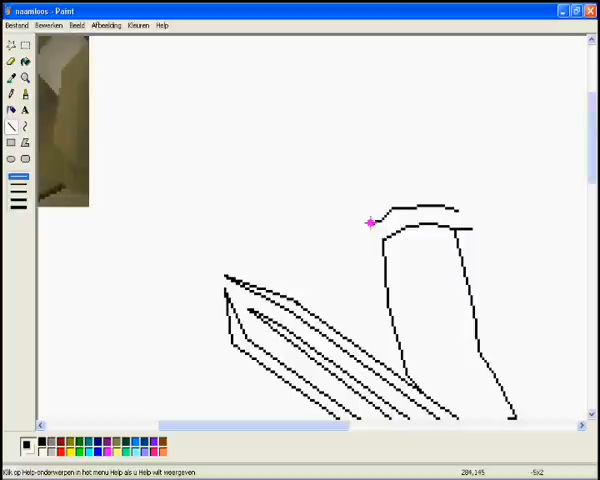 naamloos - Paint
Bestand Bewerken Beeld Afbeelding Kleuren Help
A
Klik op Help-onderwerpen in het menu Help als u Help wilt weergeven.
284,145
-5x2